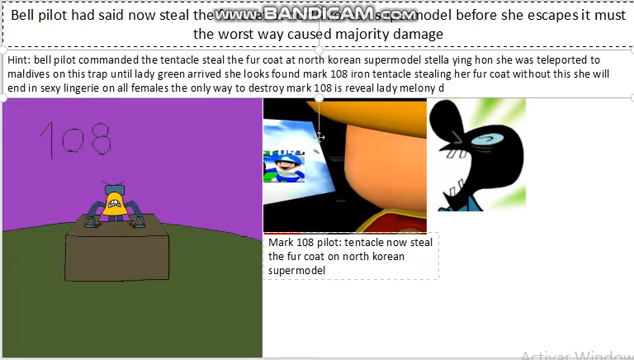 Bell pilot had said now steal the
www.BANDICAM.com
model before she escapes it must
the worst way caused majority damage
Hint: bell pilot commanded the tentacle steal the fur coat at north korean supermodel stella ying hon she was teleported to
maldives on this trap until lady green arrived she looks found mark 108 iron tentacle stealing her fur coat without this she will
end in sexy lingerie on all females the only way to destroy mark 108 is reveal lady melony d
108
Mark 108 pilot: tentacle now steal
the fur coat on north korean
supermodel
Activar Window